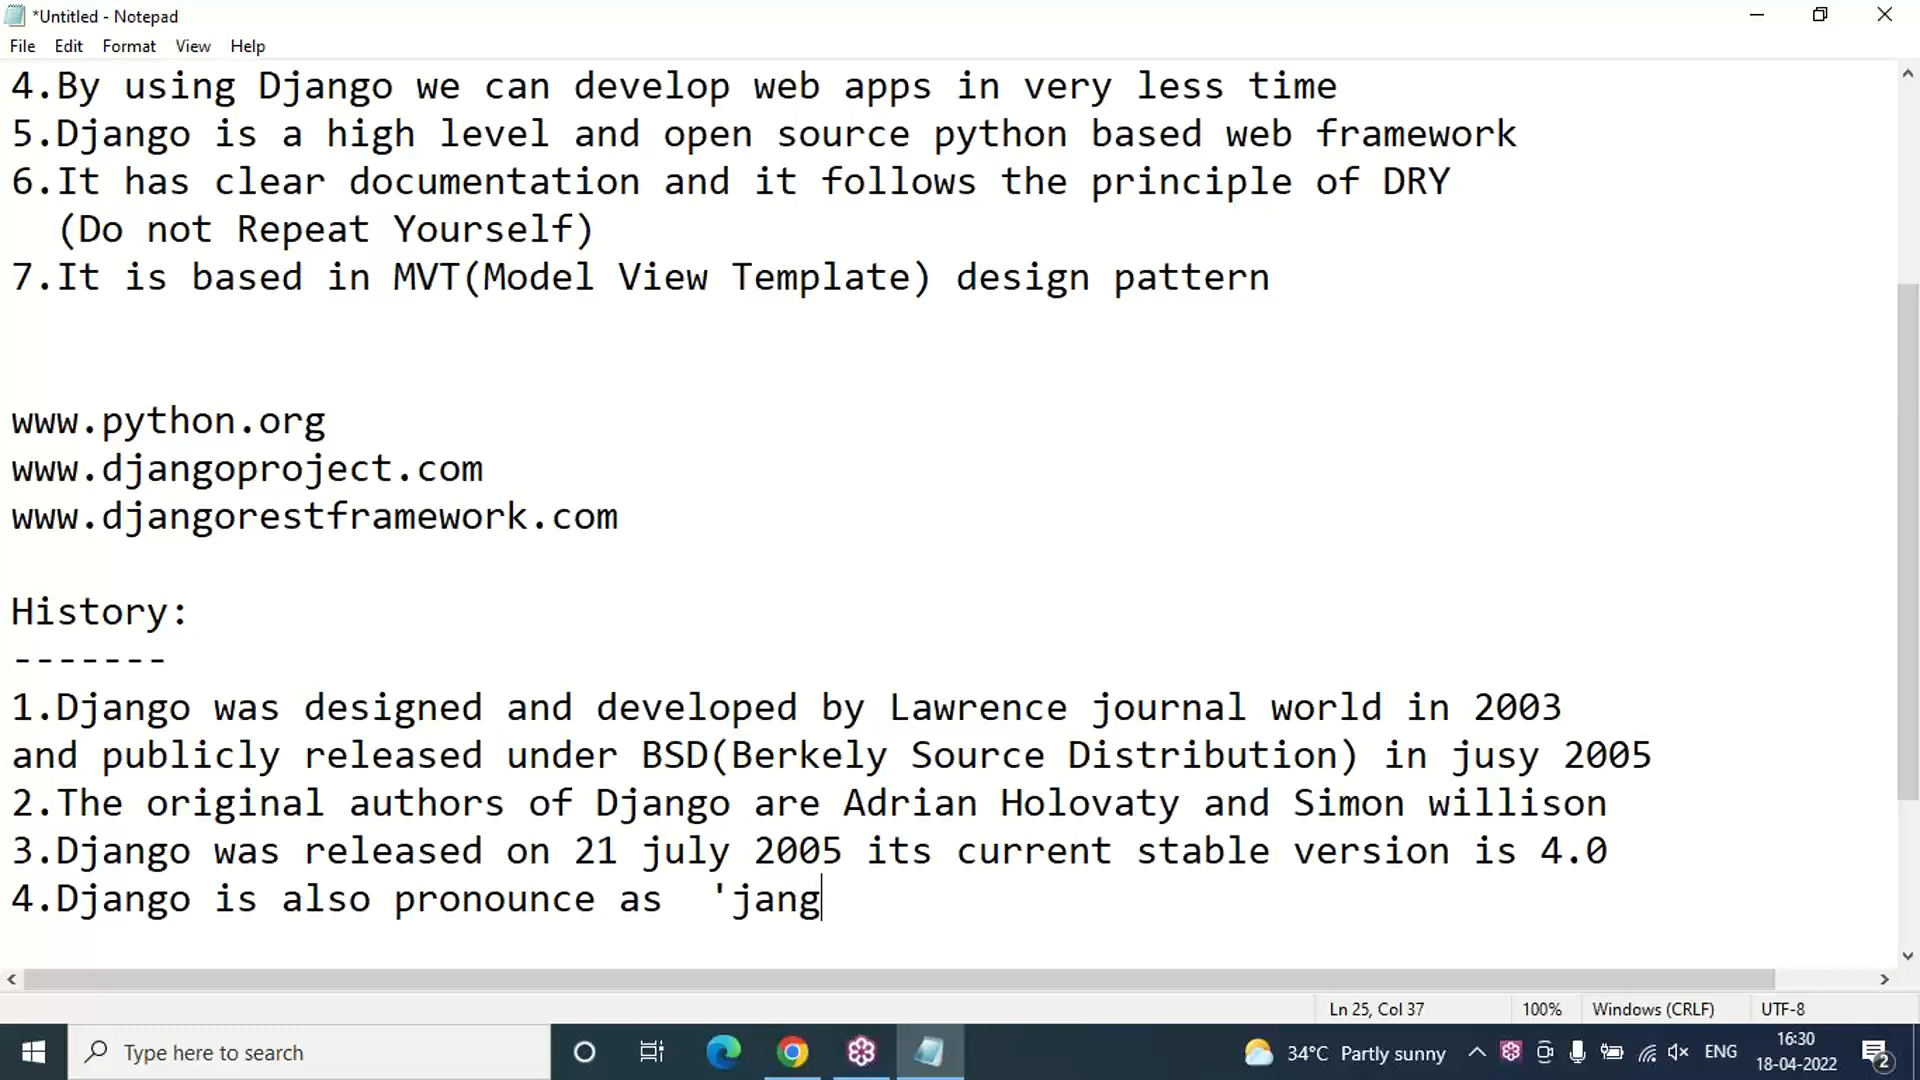 *Untitled - Notepad
File Edit Format View Help
4.By using Django we can develop web apps in very less time
5.Django is a high level and open source python based web framework
6.It has clear documentation and it follows the principle of DRY
(Do not Repeat Yourself)
7.It is based in MVT(Model View Template) design pattern
www.python.org
www.djangoproject.com
www.djangorestframework.com
History:
-------
1.Django was designed and developed by Lawrence journal world in 2003
and publicly released under BSD(Berkely Source Distribution) in jusy 2005
2.The original authors of Django are Adrian Holovaty and Simon willison
3.Django was released on 21 july 2005 its current stable version is 4.0
4.Django is also pronounce as  'jang
Ln 25, Col 37 100% Windows (CRLF) UTF-8
Type here to search 34°C Partly sunny ENG 16:30
18-04-2022 2